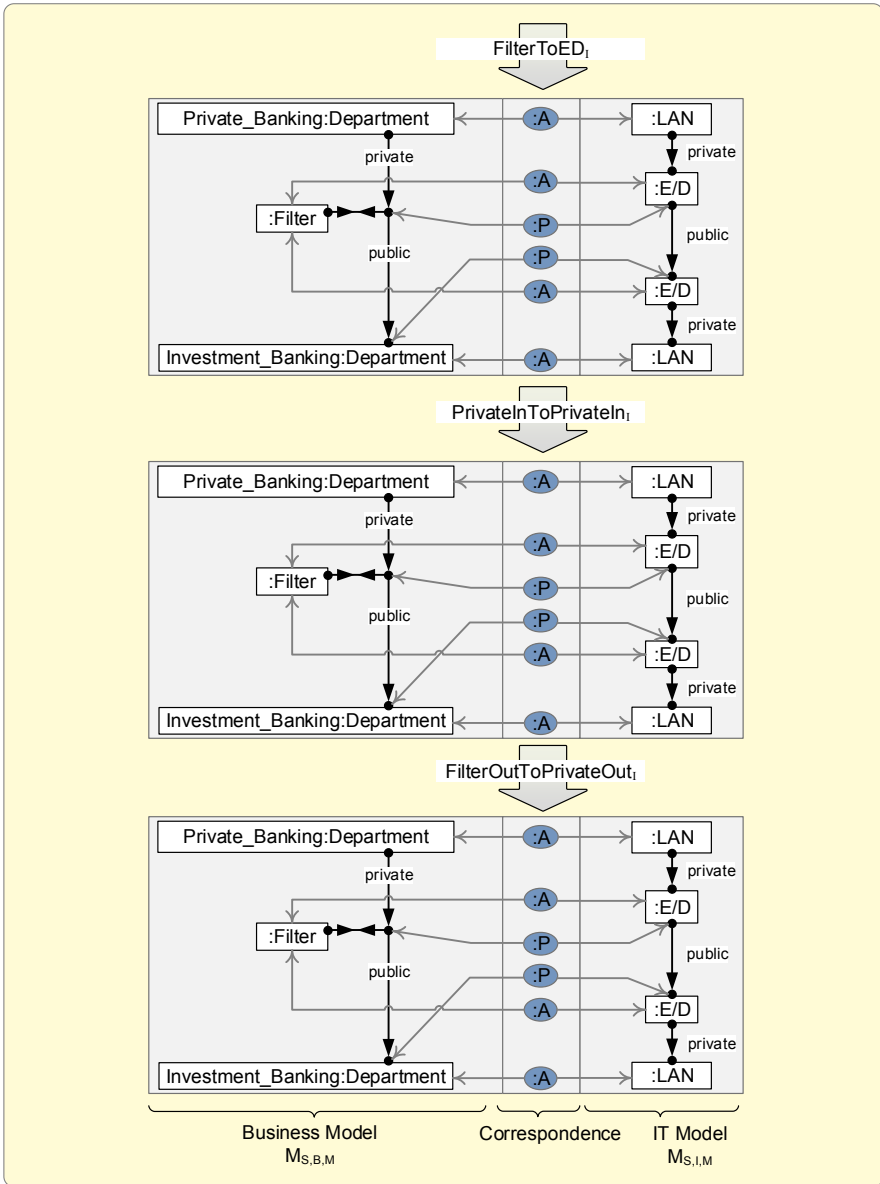 FilterToED_I
Private_Banking:Department
:A
:LAN
private
private
:A
:E/D
:Filter
:P
public
public
:P
:A
:E/D
private
Investment_Banking:Department
:A
:LAN
PrivateInToPrivateIn_I
Private_Banking:Department
:A
:LAN
private
private
:A
:E/D
:Filter
:P
public
public
:P
:A
:E/D
private
Investment_Banking:Department
:A
:LAN
FilterOutToPrivateOut_I
Private_Banking:Department
:A
:LAN
private
private
:A
:E/D
:Filter
:P
public
public
:P
:A
:E/D
private
Investment_Banking:Department
:A
:LAN
Business Model
M_S,B,M
Correspondence
IT Model
M_S,I,M